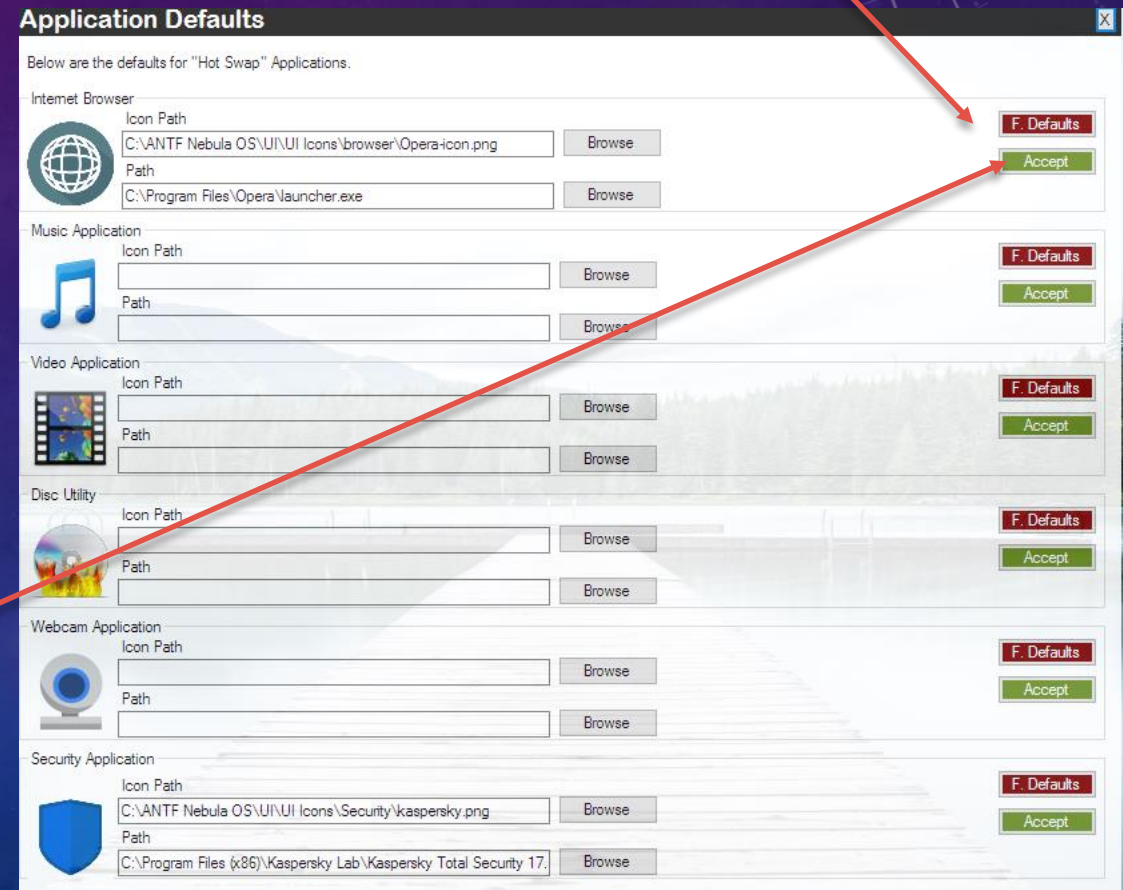 Application Defaults
X
Below are the defaults for "Hot Swap" Applications.
Internet Browser
Icon Path
C:\ANTF Nebula OS\UI\UI Icons\browser\Opera-icon.png
Browse
F. Defaults
Path
Accept
C:\Program Files\Opera\launcher.exe
Browse
Music Application
Icon Path
Browse
F. Defaults
Path
Accept
Browse
Video Application
Icon Path
Browse
F. Defaults
Path
Accept
Browse
Disc Utility
Icon Path
Browse
F. Defaults
Path
Accept
Browse
Webcam Application
Icon Path
Browse
F. Defaults
Path
Accept
Browse
Security Application
Icon Path
C:\ANTF Nebula OS\UI\UI Icons\Security\kaspersky.png
Browse
F. Defaults
Path
Accept
C:\Program Files (x86)\Kaspersky Lab\Kaspersky Total Security 17.
Browse